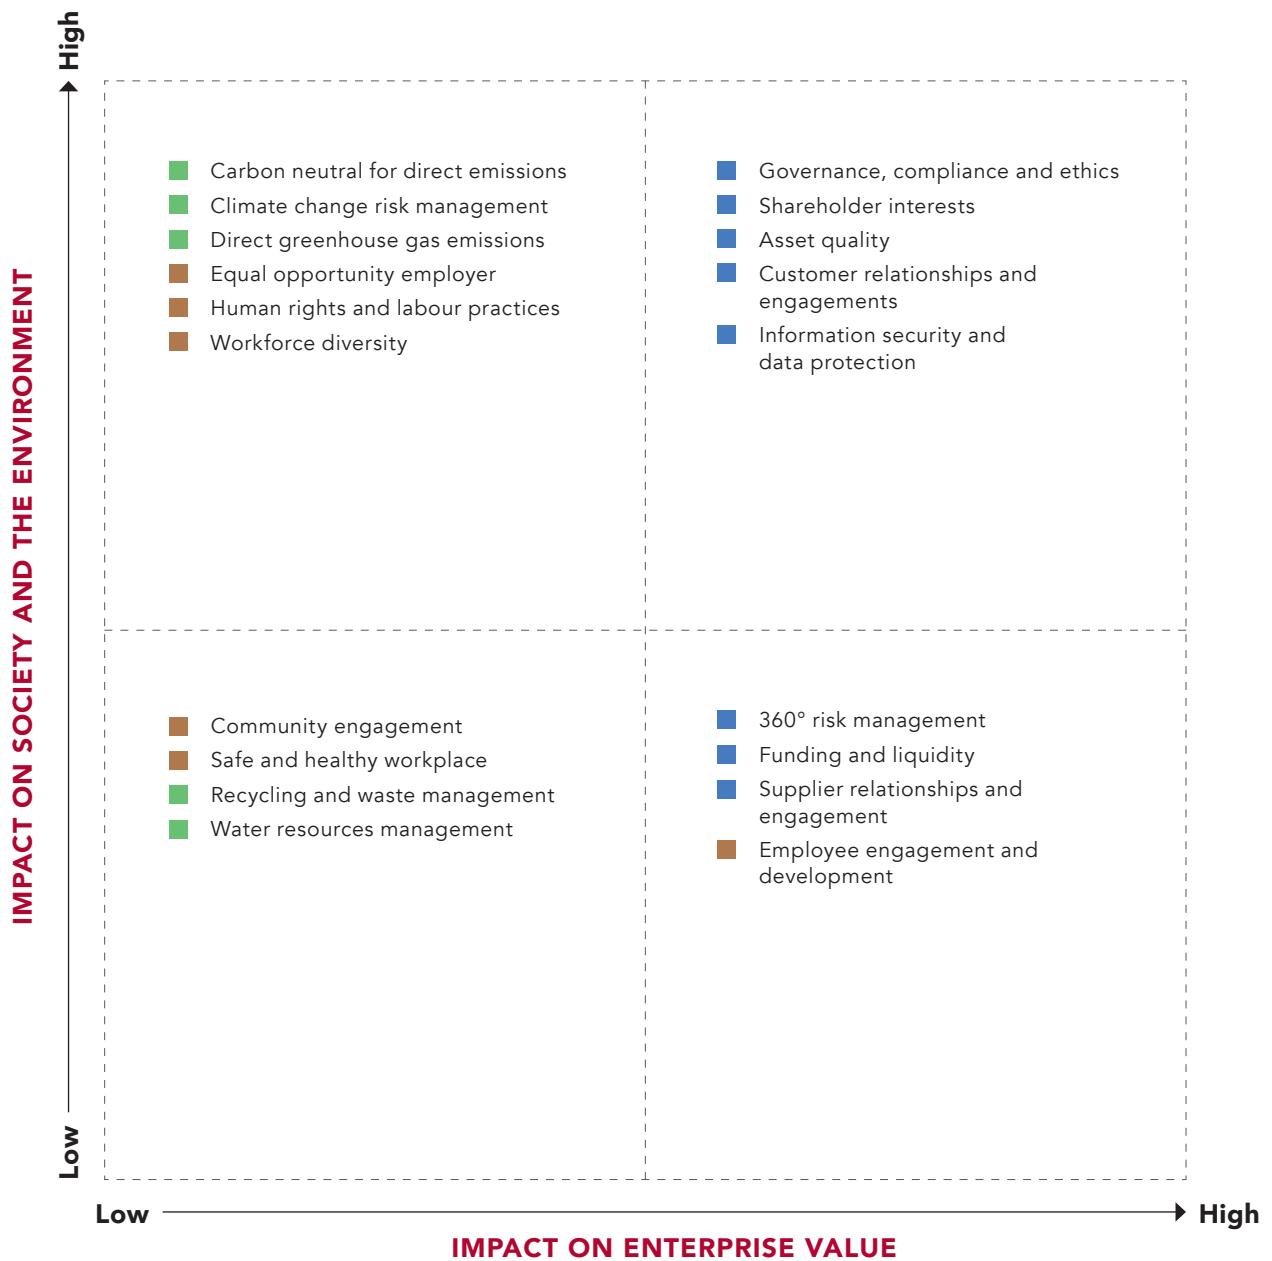 High
IMPACT ON SOCIETY AND THE ENVIRONMENT
Carbon neutral for direct emissions
Climate change risk management
Direct greenhouse gas emissions
Equal opportunity employer
Human rights and labour practices
Workforce diversity
Governance, compliance and ethics
Shareholder interests
Asset quality
Customer relationships and
engagements
Information security and
data protection
Community engagement
Safe and healthy workplace
Recycling and waste management
Water resources management
360° risk management
Funding and liquidity
Supplier relationships and
engagement
Employee engagement and
development
Low
Low
High
IMPACT ON ENTERPRISE VALUE